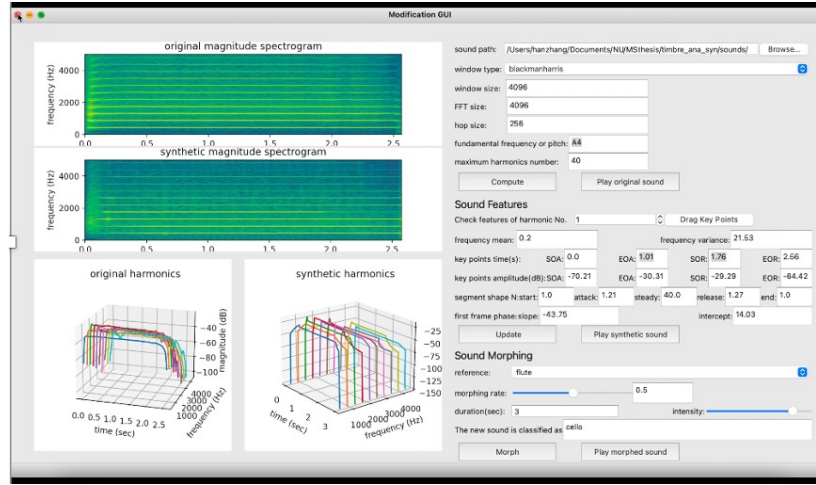 Modification GUI
original magnitude spectrogram
frequency (Hz)
4000
2000
0
0.0 0.5 1.0 1.5 2.0 2.5
synthetic magnitude spectrogram
frequency (Hz)
4000
2000
0
0.0 0.5 1.0 1.5 2.0 2.5
original harmonics
magnitude (dB)
-40
-60
-80
-100
0.0 0.5 1.0 1.5 2.0 2.5
time (sec)
1000
2000
3000
4000
frequency (Hz)
synthetic harmonics
-25
-50
-75
-100
-125
-150
0 1 2 3
time (sec)
1000 2000 3000 4000
frequency (Hz)
sound path: /Users/hanzhang/Documents/NU/MSthesis/timbre_ana_syn/sounds/ Browse...
window type: blackmanharris
window size: 4096
FFT size: 4096
hop size: 256
fundamental frequency or pitch: A4
maximum harmonics number: 40
Compute Play original sound
Sound Features
Check features of harmonic No. 1 Drag Key Points
frequency mean: 0.2 frequency variance: 21.53
key points time(s): SOA: 0.0 EOA: 1.01 SOR: 1.76 EOR: 2.66
key points amplitude(dB): SOA: -70.21 EOA: -30.31 SOR: -29.29 EOR: -64.42
segment shape N:start: 1.0 attack: 1.21 steady: 40.0 release: 1.27 end: 1.0
first frame phase:slope: -43.75 intercept: 14.03
Update Play synthetic sound
Sound Morphing
reference: flute
morphing rate: 0.5
duration(sec): 3 intensity:
The new sound is classified as cello
Morph Play morphed sound